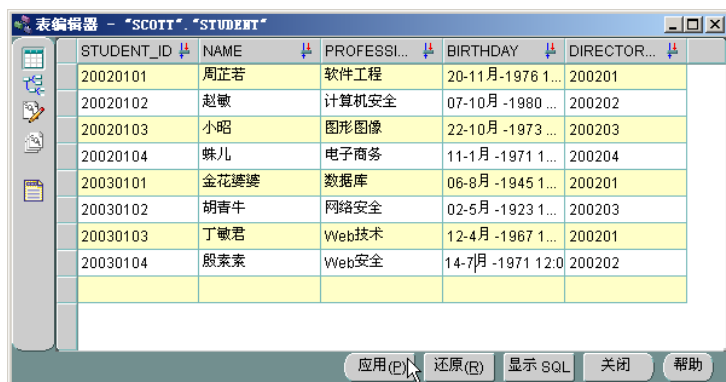 表编辑器 - "SCOTT"."STUDENT"
STUDENT_ID NAME PROFESSI... BIRTHDAY DIRECTOR...
20020101 周芷若 软件工程 20-11月-1976 1... 200201
20020102 赵敏 计算机安全 07-10月 -1980 ... 200202
20020103 小昭 图形图像 22-10月 -1973 ... 200203
20020104 蛛儿 电子商务 11-1月 -1971 1... 200204
20030101 金花婆婆 数据库 06-8月 -1945 1... 200201
20030102 胡青牛 网络安全 02-5月 -1923 1... 200203
20030103 丁敏君 Web技术 12-4月 -1967 1... 200201
20030104 殷素素 Web安全 14-7月 -1971 12:0 200202
应用(P) 还原(R) 显示 SQL 关闭 帮助